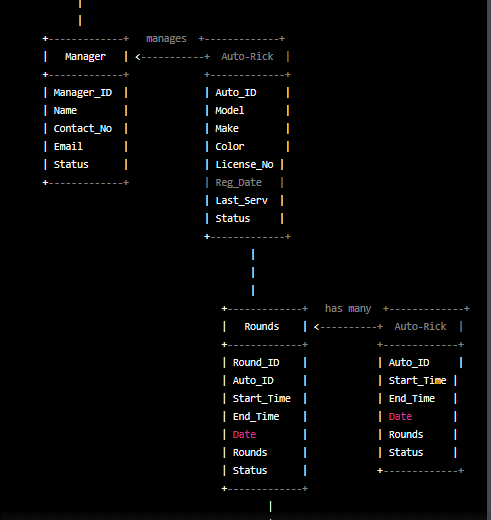 |
|
+-------------+   manages  +-------------+
|   Manager   | <-----------+  Auto-Rick  |
+-------------+            +-------------+
| Manager_ID  |            | Auto_ID     |
| Name        |            | Model       |
| Contact_No  |            | Make        |
| Email       |            | Color       |
| Status      |            | License_No |
+-------------+            | Reg_Date   |
| Last_Serv  |
| Status     |
+-------------+
|
|
|
+-------------+   has many  +-------------+
|   Rounds    | <----------+  Auto-Rick  |
+-------------+            +-------------+
| Round_ID    |            | Auto_ID     |
| Auto_ID     |            | Start_Time |
| Start_Time  |            | End_Time   |
| End_Time    |            | Date       |
| Date        |            | Rounds     |
| Rounds      |            | Status     |
| Status      |            +-------------+
+-------------+
|